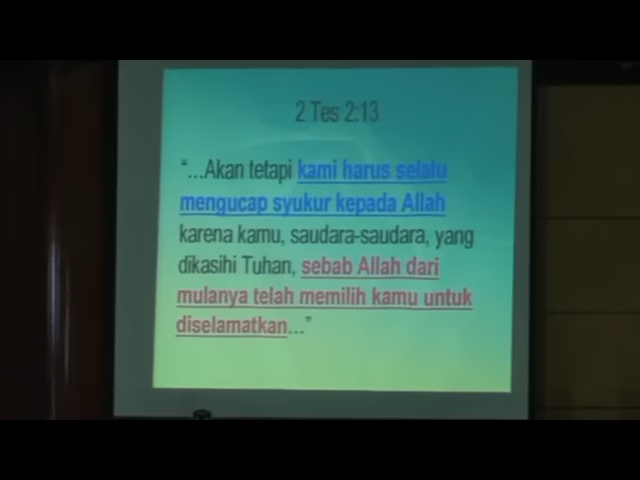 2 Tes 2:13
“...Akan tetapi kami harus selalu
mengucap syukur kepada Allah
karena kamu, saudara-saudara, yang
dikasihi Tuhan, sebab Allah dari
mulanya telah memilih kamu untuk
diselamatkan...”